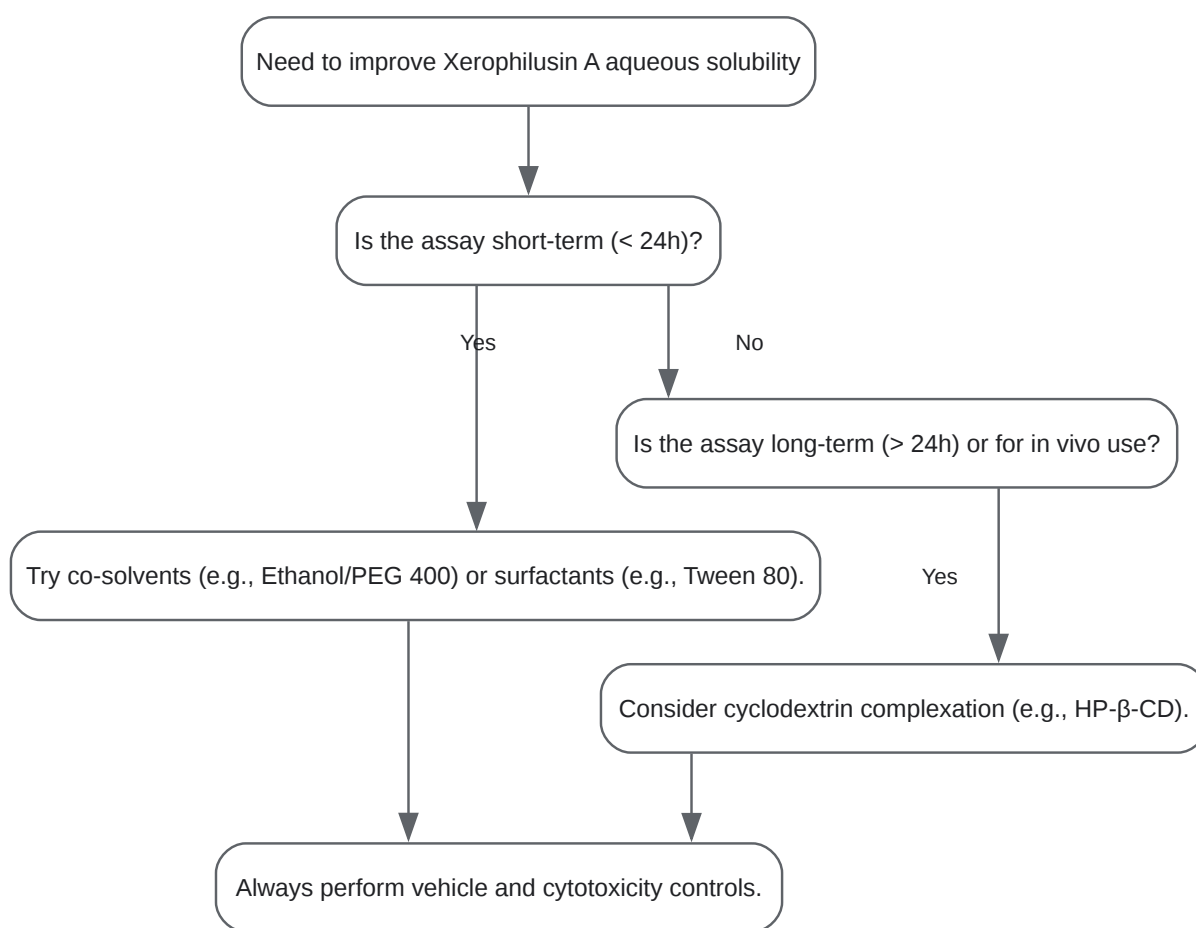 Need to improve Xerophilusin A aqueous solubility
Is the assay short-term (< 24h)?
Yes
No
Is the assay long-term (> 24h) or for in vivo use?
Try co-solvents (e.g., Ethanol/PEG 400) or surfactants (e.g., Tween 80).
Yes
Consider cyclodextrin complexation (e.g., HP-β-CD).
Always perform vehicle and cytotoxicity controls.